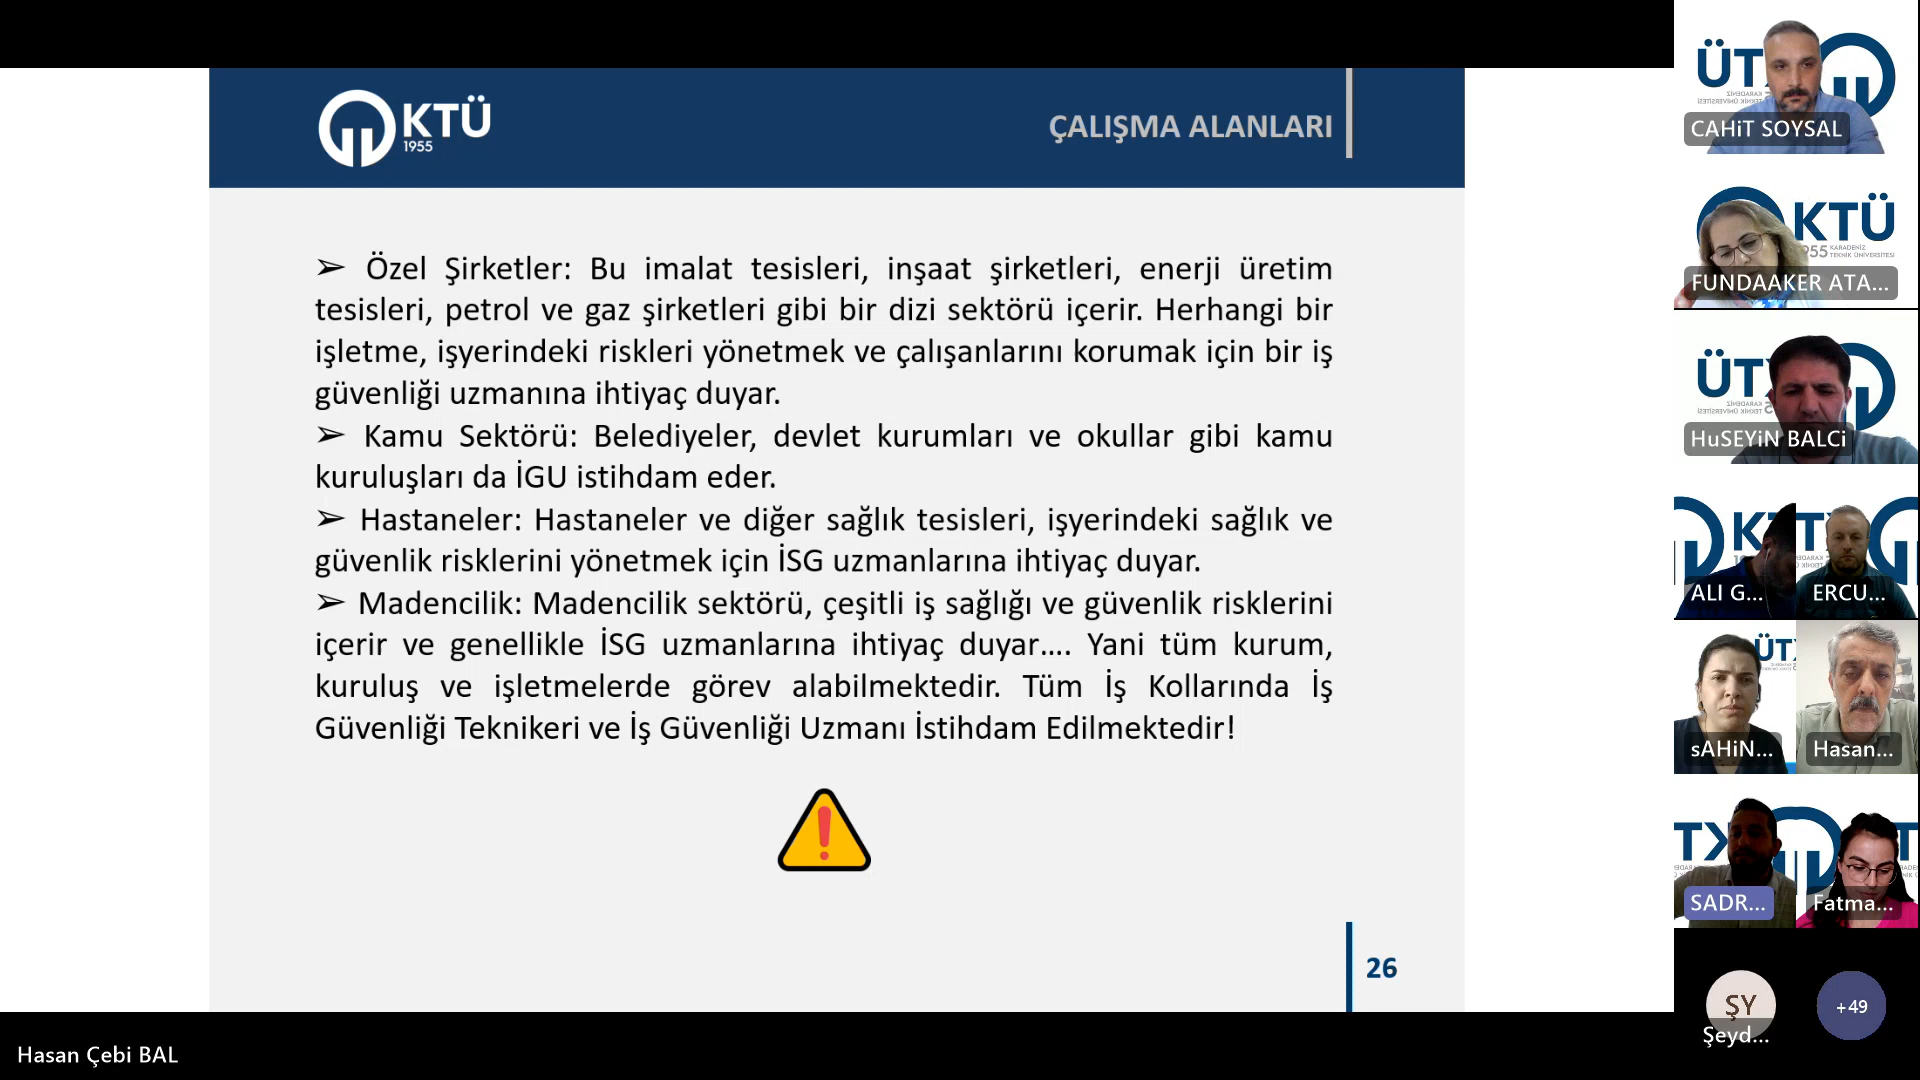 KTÜ
1955
ÇALIŞMA ALANLARI
➢ Özel Şirketler: Bu imalat tesisleri, inşaat şirketleri, enerji üretim
tesisleri, petrol ve gaz şirketleri gibi bir dizi sektörü içerir. Herhangi bir
işletme, işyerindeki riskleri yönetmek ve çalışanlarını korumak için bir iş
güvenliği uzmanına ihtiyaç duyar.
➢ Kamu Sektörü: Belediyeler, devlet kurumları ve okullar gibi kamu
kuruluşları da İGU istihdam eder.
➢ Hastaneler: Hastaneler ve diğer sağlık tesisleri, işyerindeki sağlık ve
güvenlik risklerini yönetmek için İSG uzmanlarına ihtiyaç duyar.
➢ Madencilik: Madencilik sektörü, çeşitli iş sağlığı ve güvenlik risklerini
içerir ve genellikle İSG uzmanlarına ihtiyaç duyar.... Yani tüm kurum,
kuruluş ve işletmelerde görev alabilmektedir. Tüm İş Kollarında İş
Güvenliği Teknikeri ve İş Güvenliği Uzmanı İstihdam Edilmektedir!
26
Hasan Çebi BAL
CAHiT SOYSAL
KTÜ
KARADENİZ
TEKNİK ÜNİVERSİTESİ
FUNDAAKER ATA...
HuSEYiN BALCi
ALI G...
ERCU...
sAHiN...
Hasan...
SADR...
Fatma...
ŞY
Şeyd...
+49